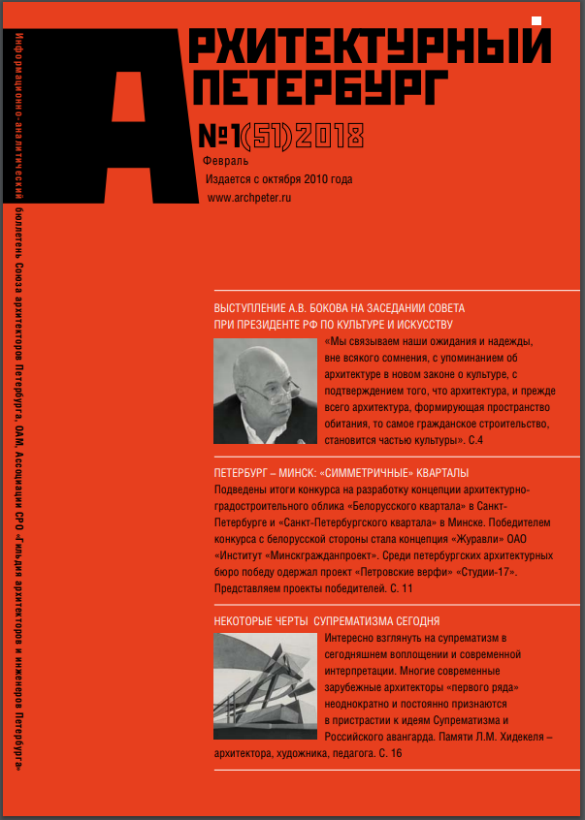 АРХИТЕКТУРНЫЙ
ПЕТЕРБУРГ
№1(51)2018
Февраль
Издается с октября 2010 года
www.archpeter.ru
Информационно-аналитический бюллетень Союза архитекторов Петербурга, ОАМ, Ассоциации СРО «Гильдия архитекторов и инженеров Петербурга»
ВЫСТУПЛЕНИЕ А.В. БОКОВА НА ЗАСЕДАНИИ СОВЕТА
ПРИ ПРЕЗИДЕНТЕ РФ ПО КУЛЬТУРЕ И ИСКУССТВУ
«Мы связываем наши ожидания и надежды,
вне всякого сомнения, с упоминанием об
архитектуре в новом законе о культуре, с
подтверждением того, что архитектура, и прежде
всего архитектура, формирующая пространство
обитания, то самое гражданское строительство,
становится частью культуры». С.4
ПЕТЕРБУРГ – МИНСК: «СИММЕТРИЧНЫЕ» КВАРТАЛЫ
Подведены итоги конкурса на разработку концепции архитектурно-
градостроительного облика «Белорусского квартала» в Санкт-
Петербурге и «Санкт-Петербургского квартала» в Минске. Победителем
конкурса с белорусской стороны стала концепция «Журавли» ОАО
«Институт «Минскгражданпроект». Среди петербургских архитектурных
бюро победу одержал проект «Петровские верфи» «Студии-17».
Представляем проекты победителей. С. 11
НЕКОТОРЫЕ ЧЕРТЫ СУПРЕМАТИЗМА СЕГОДНЯ
Интересно взглянуть на супрематизм в
сегодняшнем воплощении и современной
интерпретации. Многие современные
зарубежные архитекторы «первого ряда»
неоднократно и постоянно признаются
в пристрастии к идеям Супрематизма и
Российского авангарда. Памяти Л.М. Хидекеля –
архитектора, художника, педагога. С. 16